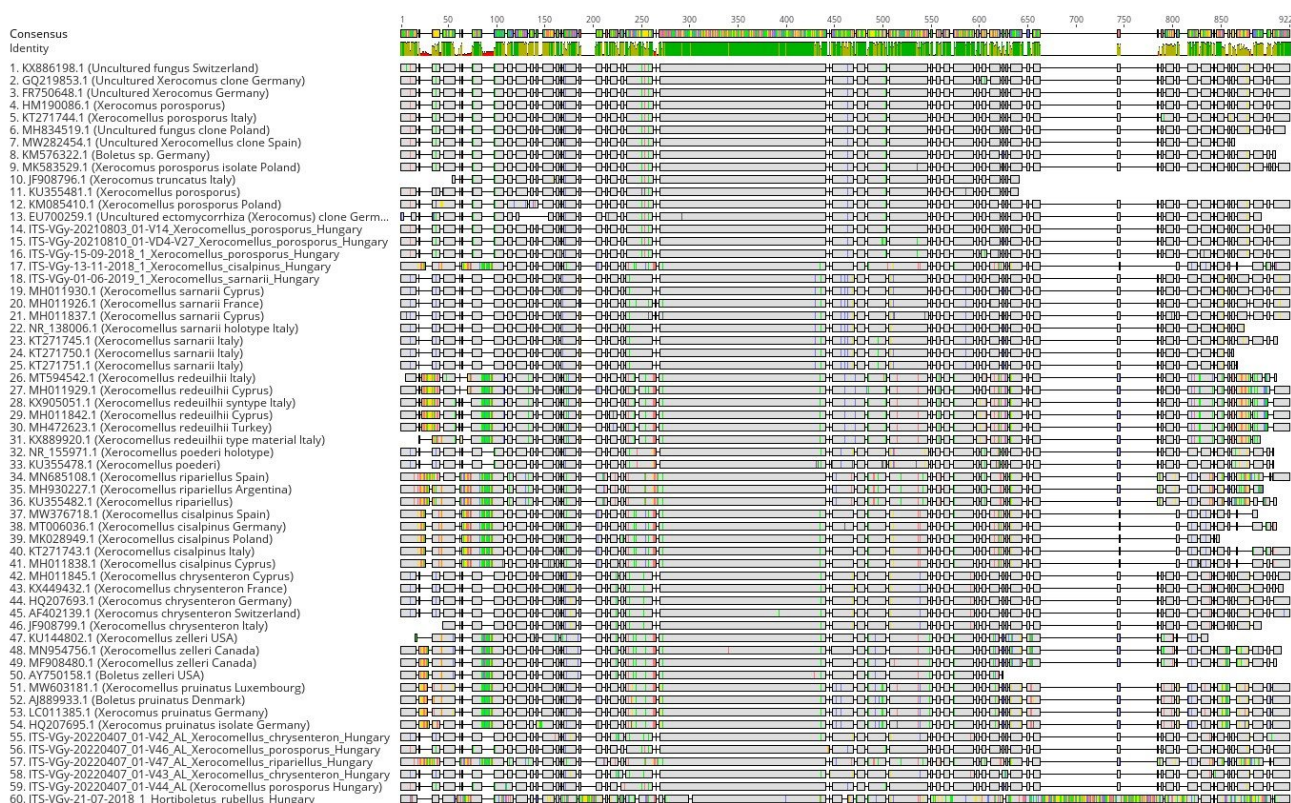 1 50 100 150 200 250 300 350 400 450 500 550 600 650 700 750 800 850 922
Consensus
Identity
1. KX886198.1 (Uncultured fungus Switzerland)
2. GQ219853.1 (Uncultured Xerocomus clone Germany)
3. FR750648.1 (Uncultured Xerocomus Germany)
4. HM190086.1 (Xerocomus porosporus)
5. KT271744.1 (Xerocomellus porosporus Italy)
6. MH834519.1 (Uncultured fungus clone Poland)
7. MW282454.1 (Uncultured Xerocomellus clone Spain)
8. KM576322.1 (Boletus sp. Germany)
9. MK583529.1 (Xerocomus porosporus isolate Poland)
10. JF908796.1 (Xerocomus truncatus Italy)
11. KU355481.1 (Xerocomellus porosporus)
12. KM085410.1 (Xerocomellus porosporus Poland)
13. EU700259.1 (Uncultured ectomycorrhiza (Xerocomus) clone Germ...
14. ITS-VGy-20210803_01-V14_Xerocomellus_porosporus_Hungary
15. ITS-VGy-20210810_01-VD4-V27_Xerocomellus_porosporus_Hungary
16. ITS-VGy-15-09-2018_1_Xerocomellus_porosporus_Hungary
17. ITS-VGy-13-11-2018_1_Xerocomellus_cisalpinus_Hungary
18. ITS-VGy-01-06-2019_1_Xerocomellus_sarnarii_Hungary
19. MH011930.1 (Xerocomellus sarnarii Cyprus)
20. MH011926.1 (Xerocomellus sarnarii France)
21. MH011837.1 (Xerocomellus sarnarii Cyprus)
22. NR_138006.1 (Xerocomellus sarnarii holotype Italy)
23. KT271745.1 (Xerocomellus sarnarii Italy)
24. KT271750.1 (Xerocomellus sarnarii Italy)
25. KT271751.1 (Xerocomellus sarnarii Italy)
26. MT594542.1 (Xerocomellus redeuilhii Italy)
27. MH011929.1 (Xerocomellus redeuilhii Cyprus)
28. KX905051.1 (Xerocomellus redeuilhii syntype Italy)
29. MH011842.1 (Xerocomellus redeuilhii Cyprus)
30. MH472623.1 (Xerocomellus redeuilhii Turkey)
31. KX889920.1 (Xerocomellus redeuilhii type material Italy)
32. NR_155971.1 (Xerocomellus poederi holotype)
33. KU355478.1 (Xerocomellus poederi)
34. MN685108.1 (Xerocomellus ripariellus Spain)
35. MH930227.1 (Xerocomellus ripariellus Argentina)
36. KU355482.1 (Xerocomellus ripariellus)
37. MW376718.1 (Xerocomellus cisalpinus Spain)
38. MT006036.1 (Xerocomellus cisalpinus Germany)
39. MK028949.1 (Xerocomellus cisalpinus Poland)
40. KT271743.1 (Xerocomellus cisalpinus Italy)
41. MH011838.1 (Xerocomellus cisalpinus Cyprus)
42. MH011845.1 (Xerocomellus chrysenteron Cyprus)
43. KX449432.1 (Xerocomellus chrysenteron France)
44. HQ207693.1 (Xerocomus chrysenteron Germany)
45. AF402139.1 (Xerocomus chrysenteron Switzerland)
46. JF908799.1 (Xerocomellus chrysenteron Italy)
47. KU144802.1 (Xerocomellus zelleri USA)
48. MN954756.1 (Xerocomellus zelleri Canada)
49. MF908480.1 (Xerocomellus zelleri Canada)
50. AY750158.1 (Boletus zelleri USA)
51. MW603181.1 (Xerocomellus pruinatus Luxembourg)
52. AJ889933.1 (Boletus pruinatus Denmark)
53. LC011385.1 (Xerocomus pruinatus Germany)
54. HQ207695.1 (Xerocomus pruinatus isolate Germany)
55. ITS-VGy-20220407_01-V42_AL_Xerocomellus_chrysenteron_Hungary
56. ITS-VGy-20220407_01-V46_AL_Xerocomellus_porosporus_Hungary
57. ITS-VGy-20220407_01-V47_AL_Xerocomellus_ripariellus_Hungary
58. ITS-VGy-20220407_01-V43_AL_Xerocomellus_chrysenteron_Hungary
59. ITS-VGy-20220407_01-V44_AL (Xerocomellus porosporus Hungary)
60. ITS-VGy-21-07-2018_1_Hortiboletus_rubellus_Hungary